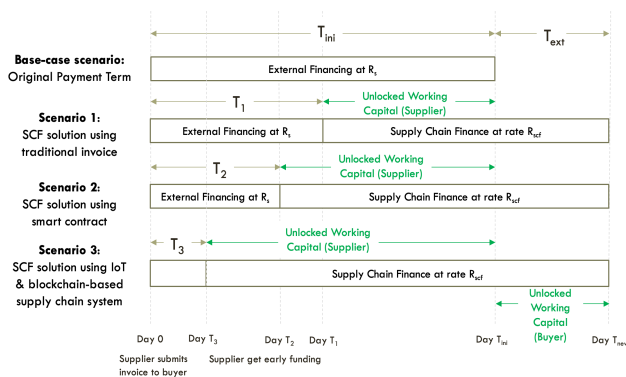 T_ini
T_ext
Base-case scenario:
Original Payment Term
External Financing at R_s
T_1
Unlocked Working
Capital (Supplier)
Scenario 1:
SCF solution using
traditional invoice
External Financing at R_s
Supply Chain Finance at rate R_scf
T_2
Unlocked Working
Capital (Supplier)
Scenario 2:
SCF solution using
smart contract
External Financing at R_s
Supply Chain Finance at rate R_scf
T_3
Unlocked Working
Capital (Supplier)
Scenario 3:
SCF solution using IoT
& blockchain-based
supply chain system
Supply Chain Finance at rate R_scf
Unlocked
Working
Capital
(Buyer)
Day 0
Day T_3
Day T_2
Day T_1
Day T_ini
Day T_nev
Supplier submits
invoice to buyer
Supplier get early funding